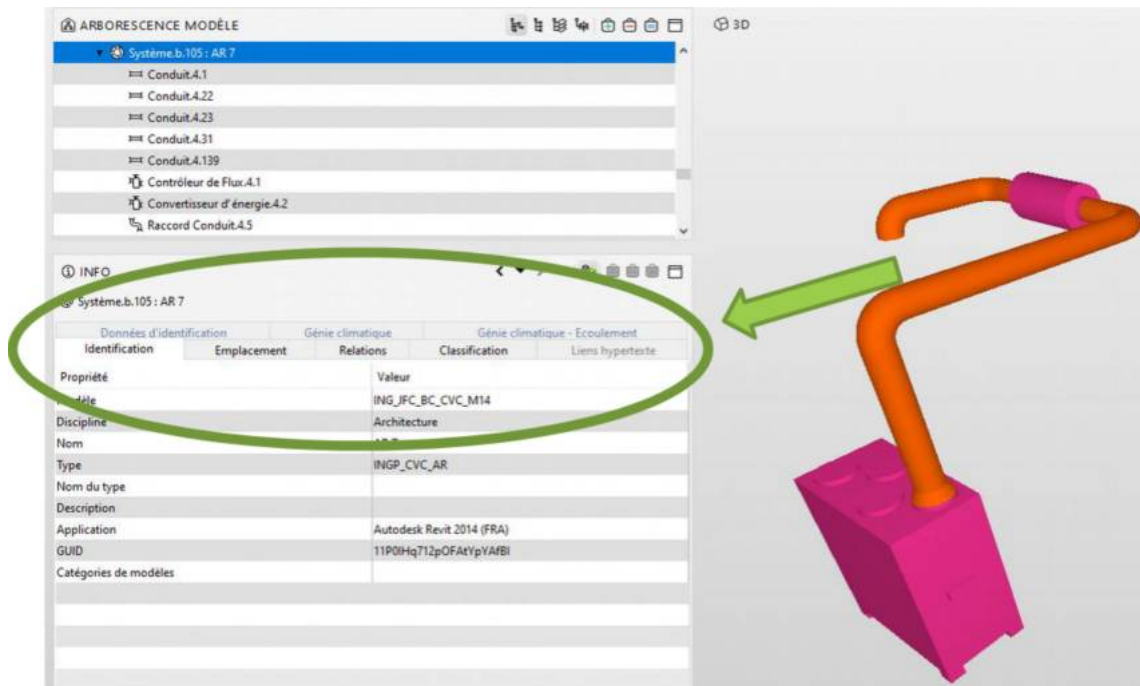 ARBORESCENCE MODÈLE
3D
Système.b.105 : AR 7
Conduit.4.1
Conduit.4.22
Conduit.4.23
Conduit.4.31
Conduit.4.139
Contrôleur de Flux.4.1
Convertisseur d'énergie.4.2
Raccord Conduit.4.5
INFO
Système.b.105 : AR 7
Données d'identification Génie climatique Génie climatique - Ecoulement
Identification Emplacement Relations Classification Liens hypertexte
Propriété Valeur
Modèle ING_JFC_BC_CVC_M14
Discipline Architecture
Nom
Type INGP_CVC_AR
Nom du type
Description
Application Autodesk Revit 2014 (FRA)
GUID
Catégories de modèles